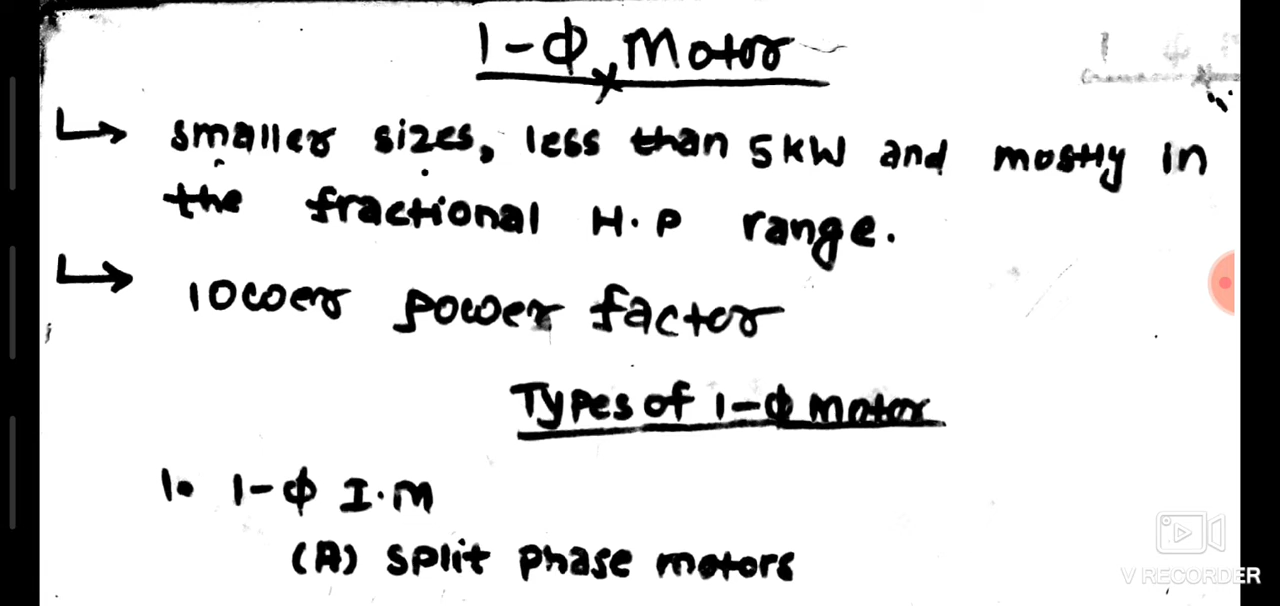 1-Φ Motor
↳ smaller sizes, less than 5KW and mostly in
the fractional H.P range.
↳ lower power factor
Types of 1-Φ motor
1. 1-Φ I.M
(A) split phase motors
V RECORDER